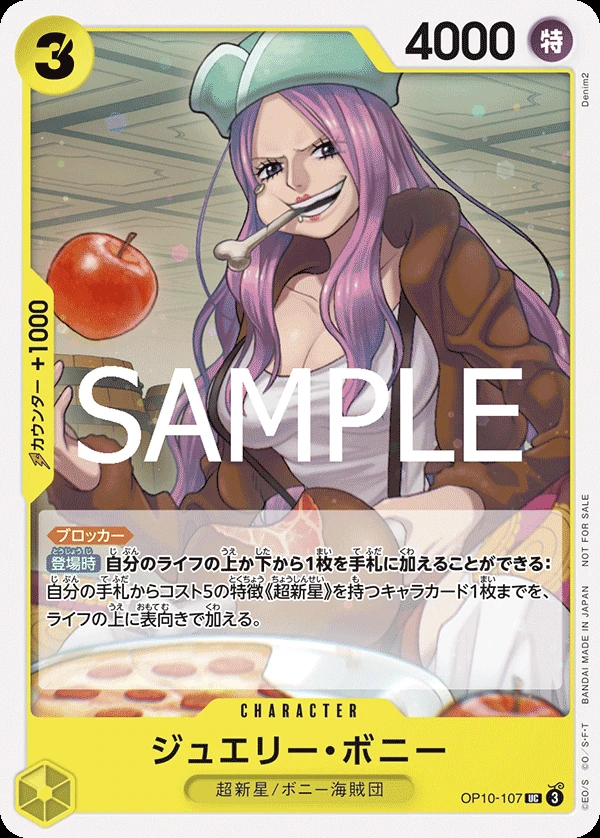 3
4000
特
Denim2
カウンター +1000
SAMPLE
ブロッカー
登場時 自分のライフの上か下から1枚を手札に加えることができる:
自分の手札からコスト5の特徴《超新星》を持つキャラカード1枚までを、
ライフの上に表向きで加える。
CHARACTER
ジュエリー・ボニー
超新星/ボニー海賊団
OP10-107 UC 3
©E.O/S ©O/S・F・T BANDAI MADE IN JAPAN NOT FOR SALE